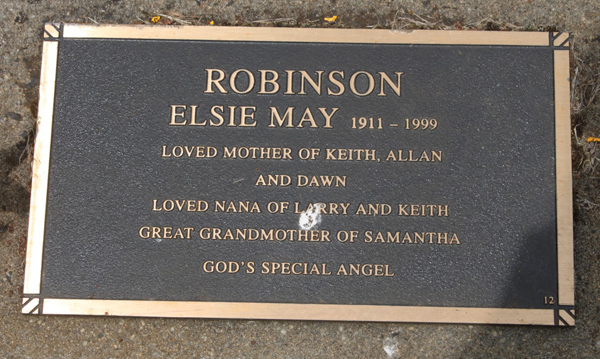 ROBINSON
ELSIE MAY 1911 – 1999
LOVED MOTHER OF KEITH, ALLAN
AND DAWN
LOVED NANA OF LARRY AND KEITH
GREAT GRANDMOTHER OF SAMANTHA
GOD'S SPECIAL ANGEL
12